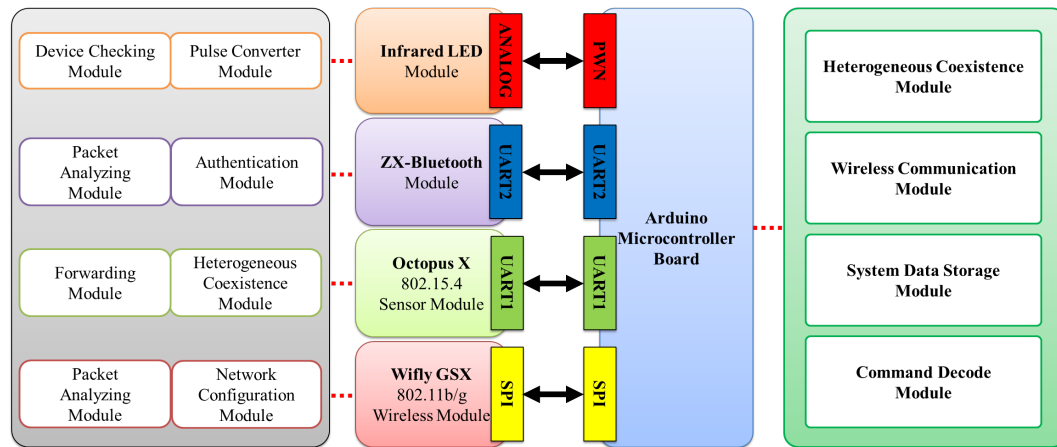 Device Checking
Module
Pulse Converter
Module
Infrared LED
Module
ANALOG
PWN
Packet
Analyzing
Module
Authentication
Module
ZX-Bluetooth
Module
UART2
UART2
Forwarding
Module
Heterogeneous
Coexistence
Module
Octopus X
802.15.4
Sensor Module
UART1
UART1
Packet
Analyzing
Module
Network
Configuration
Module
Wifly GSX
802.11b/g
Wireless Module
SPI
SPI
Arduino
Microcontroller
Board
Heterogeneous Coexistence
Module
Wireless Communication
Module
System Data Storage
Module
Command Decode
Module